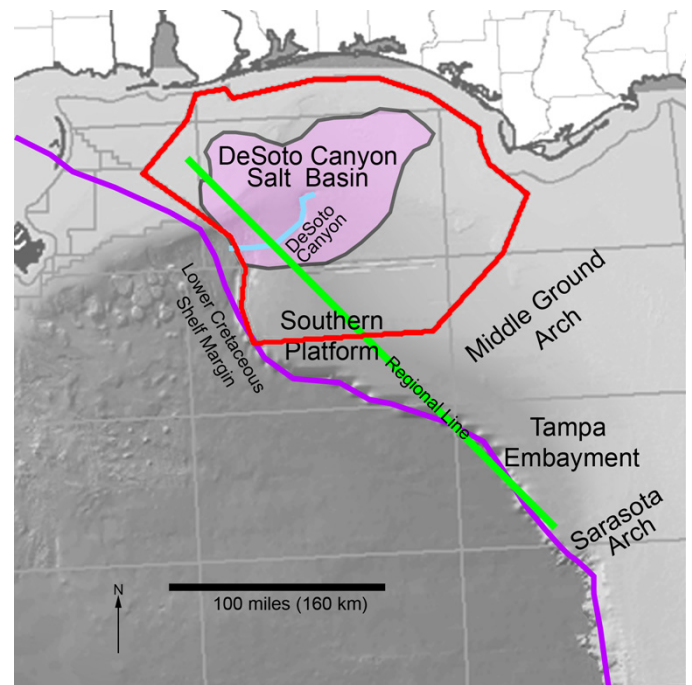 DeSoto Canyon
Salt Basin
DeSoto
Canyon
Lower Cretaceous
Shelf Margin
Southern
Platform
Middle Ground
Arch
Regional Line
Tampa
Embayment
Sarasota
Arch
N
100 miles (160 km)